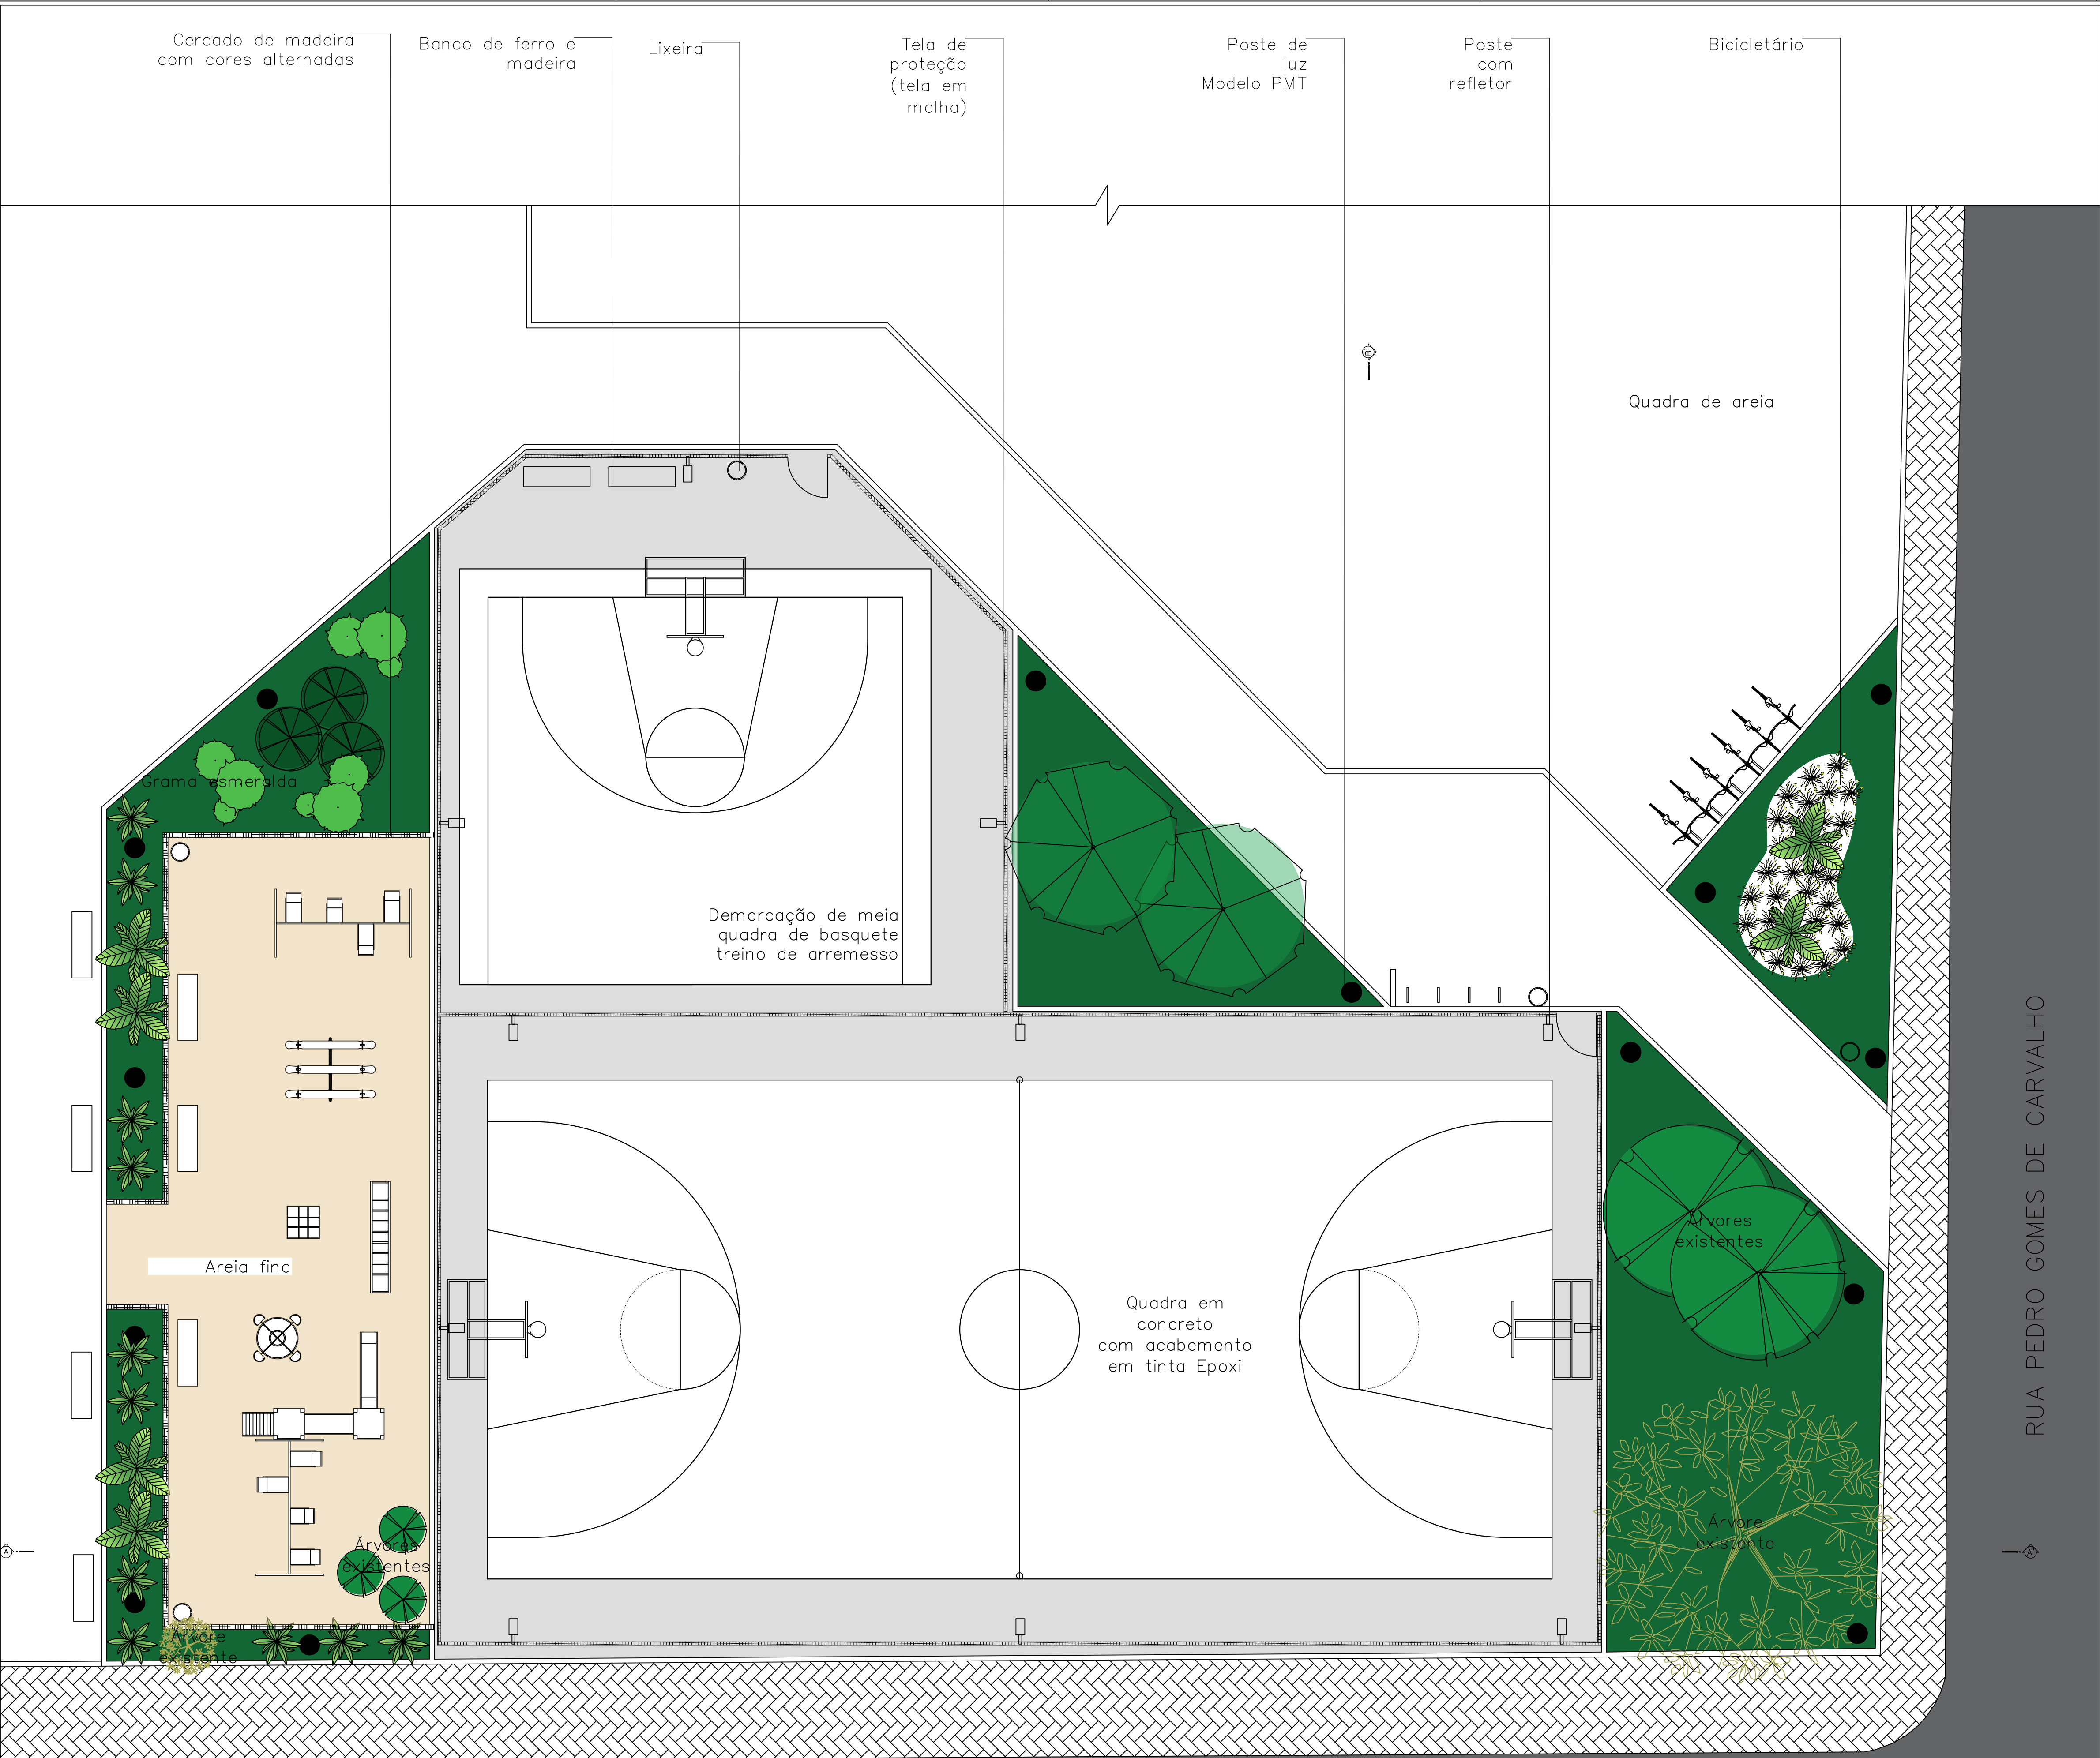 Cercado de madeira
com cores alternadas
Banco de ferro e
madeira
Lixeira
Tela de
proteção
(tela em
malha)
Poste de
luz
Modelo PMT
Poste
com
refletor
Bicicletário
B
Quadra de areia
Grama esmeralda
Demarcação de meia
quadra de basquete
treino de arremesso
Areia fina
Quadra em
concreto
com acabemento
em tinta Epoxi
Árvores
existentes
Árvore
existente
Árvores
existentes
Árvore
existente
RUA PEDRO GOMES DE CARVALHO
A
A